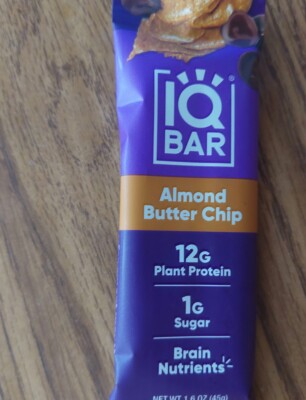 IQ
BAR
®
Almond
Butter Chip
12G
Plant Protein
1G
Sugar
Brain
Nutrients
NET WT 1.6 OZ (45g)